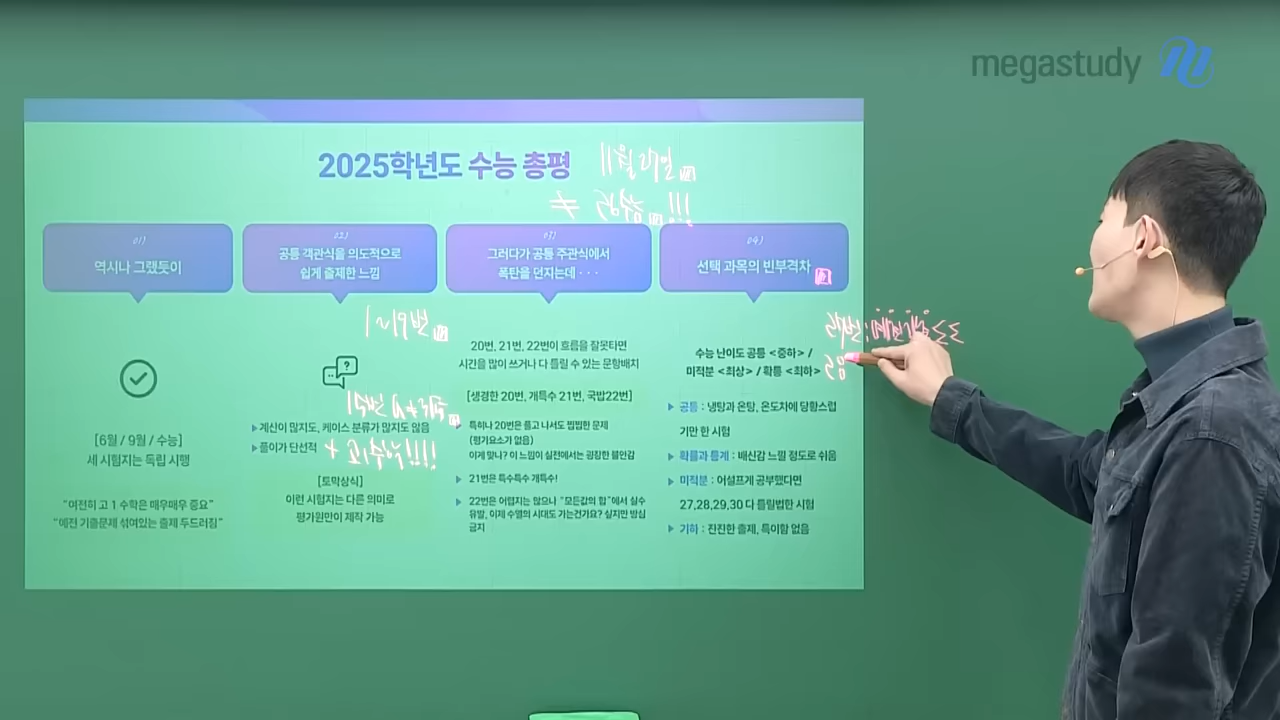 megastudy
2025학년도 수능 총평
11월
01)
역시나 그랬듯이
[6월 / 9월 / 수능]
세 시험지는 독립 시행
“여전히 고 1 수학은 매우매우 중요”
“예전 기출문제 섞여있는 출제 두드러짐”
02)
공통 객관식을 의도적으로
쉽게 출제한 느낌
1~19번
▶계산이 많지도, 케이스 분류가 많지도 않음
▶풀이가 단선적
[토막상식]
이런 시험지는 다른 의미로
평가원만이 제작 가능
03)
그러다가 공통 주관식에서
폭탄을 던지는데 · · ·
20번, 21번, 22번이 흐름을 잘못타면
시간을 많이 쓰거나 다 틀릴 수 있는 문항배치
[생경한 20번, 개특수 21번, 국밥22번]
특히나 20번은 풀고 나서도 찝찝한 문제
(평가요소가 없음)
이게 맞나? 이 느낌이 실전에서는 굉장한 불안감
▶ 21번은 특수특수 개특수!
▶ 22번은 어렵지는 않으나 “모든값의 합”에서 실수
유발, 이제 수열의 시대도 가는건가요? 싶지만 방심
금지
04)
선택 과목의 빈부격차
수능 난이도 공통 <중하> /
미적분 <최상> / 확통 <최하>
▶ 공통 : 냉탕과 온탕, 온도차에 당황스럽
기만 한 시험
▶ 확률과 통계 : 배신감 느낄 정도로 쉬움
▶ 미적분 : 어설프게 공부했다면
27,28,29,30 다 틀릴법한 시험
▶ 기하 : 잔잔한 출제, 특이함 없음